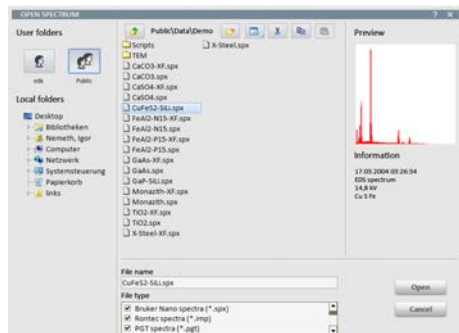 OPEN SPECTRUM
User folders
ede
Public
Local folders
Desktop
Bibliotheken
Nemeth, Igor
Computer
Netzwerk
Systemsteuerung
Papierkorb
links
Public\Data\Demo
Scripts
TEM
CaCO3-XF.spx
CaCO3.spx
CaSO4-XF.spx
CaSO4.spx
CuFeS2-SiLi.spx
FeAl2-N15-XF.spx
FeAl2-N15.spx
FeAl2-P15-XF.spx
FeAl2-P15.spx
GaAs-XF.spx
GaAs.spx
GaP-SiLi.spx
Monazith-XF.spx
Monazith.spx
TiO2-XF.spx
TiO2.spx
X-Steel-XF.spx
X-Steel.spx
File name
CuFeS2-SiLi.spx
File type
Bruker Nano spectra (*.spx)
Rontec spectra (*.imp)
PGT spectra (*.pgt)
Preview
Information
17.03.2004 03:26:34
EDS spectrum
14,8 kV
Cu S Fe
Open
Cancel